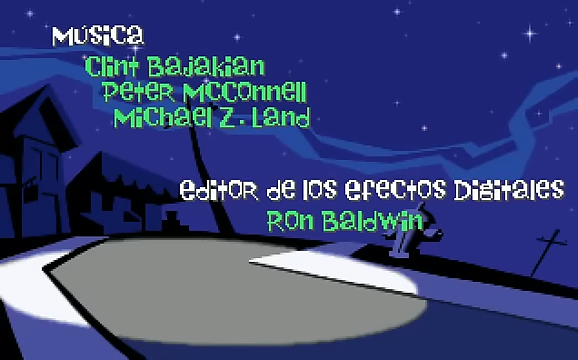 Música
Clint Bajakian
Peter McConnell
Michael Z. Land
Editor de los Efectos Digitales
Ron Baldwin